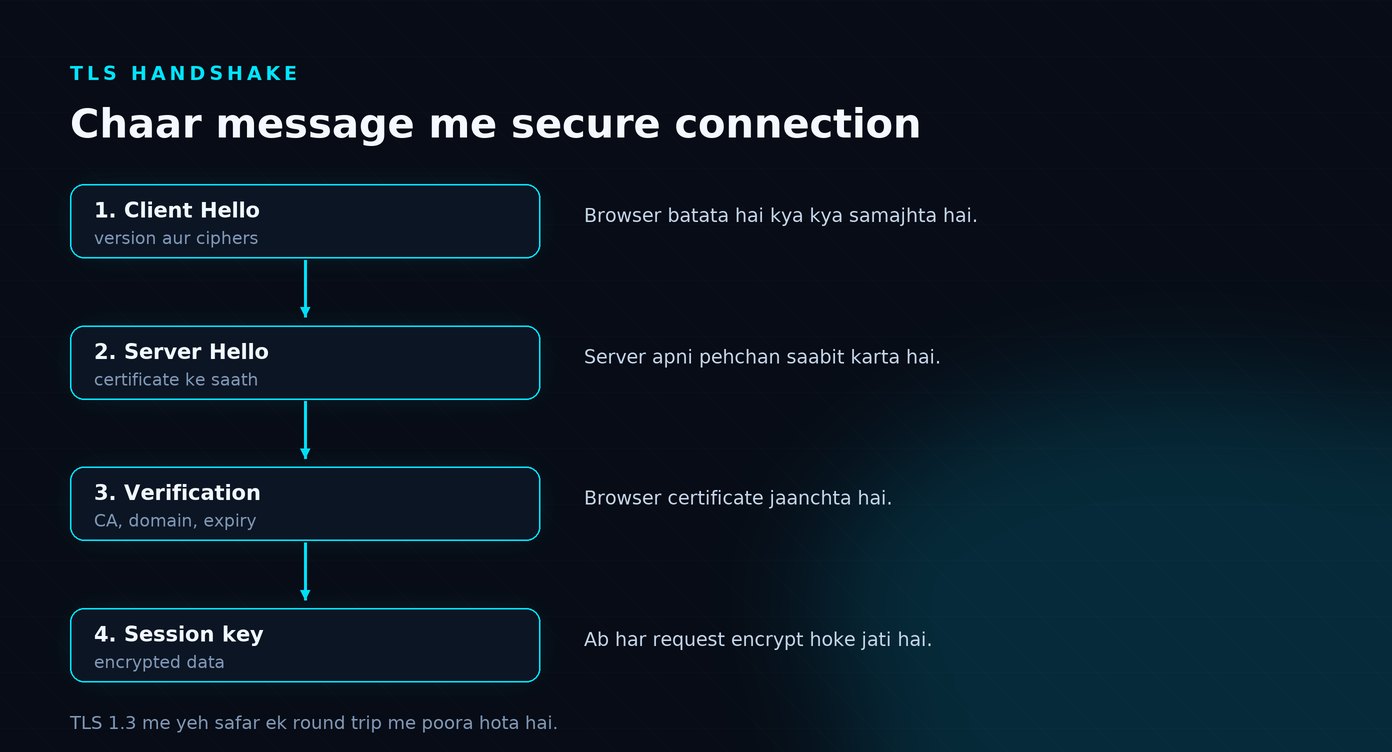 TLS HANDSHAKE
Chaar message me secure connection
1. Client Hello
version aur ciphers
Browser batata hai kya kya samajhta hai.
2. Server Hello
certificate ke saath
Server apni pehchan saabit karta hai.
3. Verification
CA, domain, expiry
Browser certificate jaanchta hai.
4. Session key
encrypted data
Ab har request encrypt hoke jati hai.
TLS 1.3 me yeh safar ek round trip me poora hota hai.